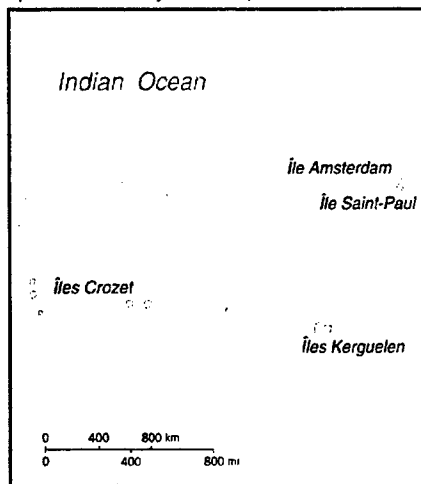 Indian Ocean
Île Amsterdam
Île Saint-Paul
Îles Crozet
Îles Kerguelen
0 400 800 km
0 400 800 mi